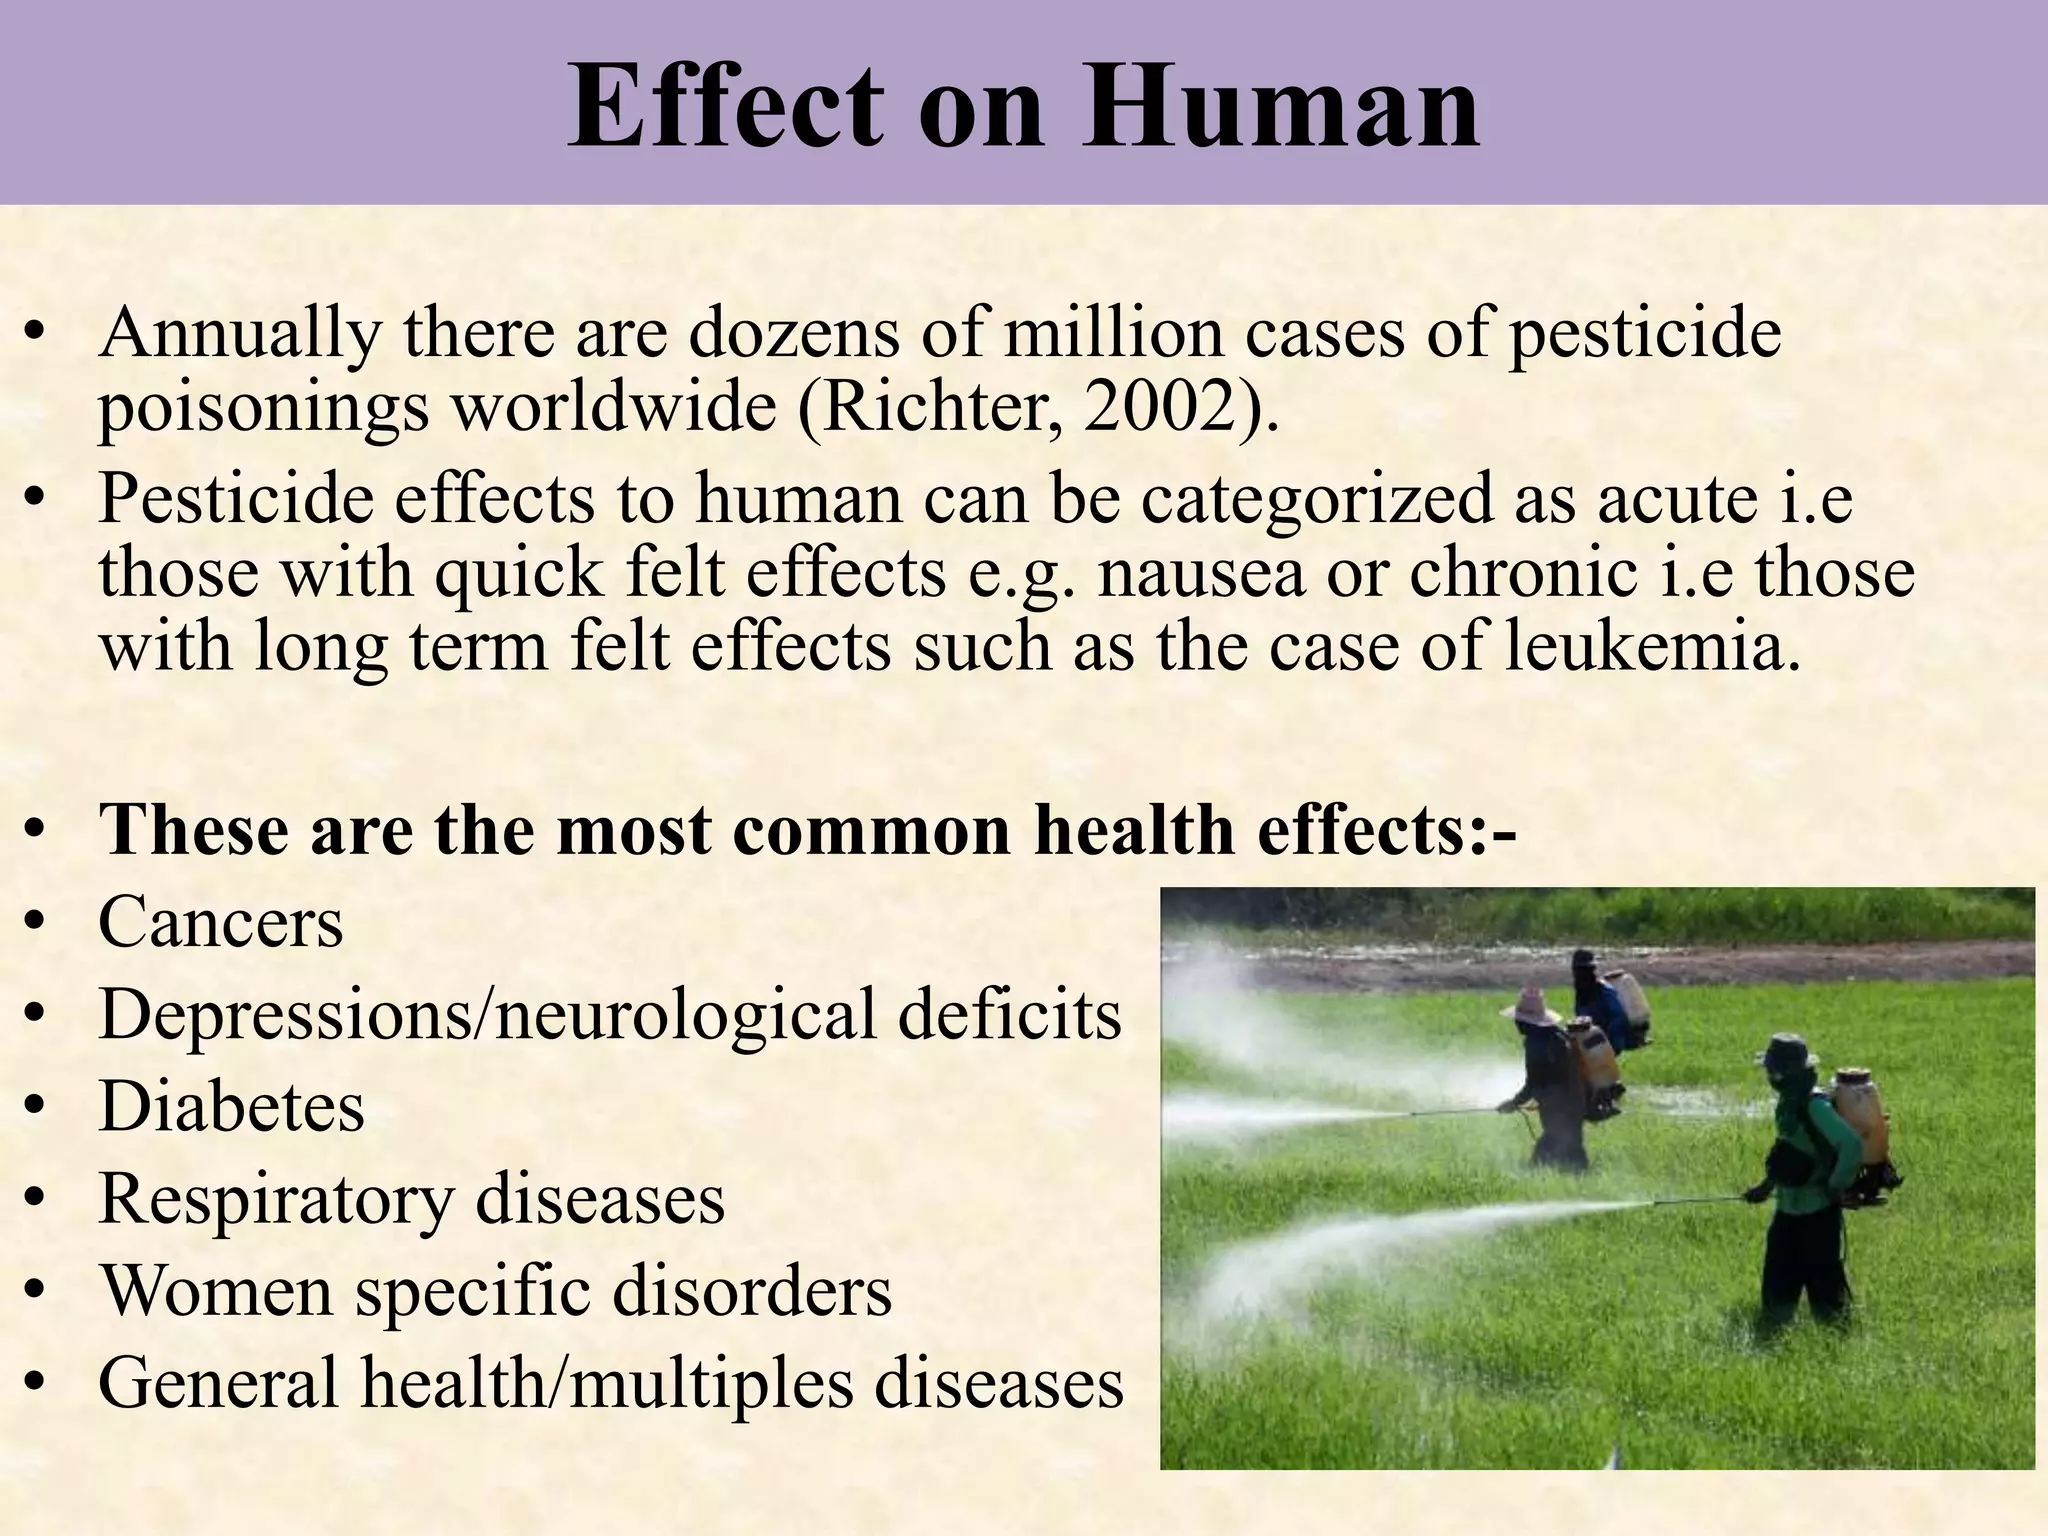 Effect on Human
• Annually there are dozens of million cases of pesticide
poisonings worldwide (Richter, 2002).
• Pesticide effects to human can be categorized as acute i.e
those with quick felt effects e.g. nausea or chronic i.e those
with long term felt effects such as the case of leukemia.
• These are the most common health effects:-
• Cancers
• Depressions/neurological deficits
• Diabetes
• Respiratory diseases
• Women specific disorders
• General health/multiples diseases